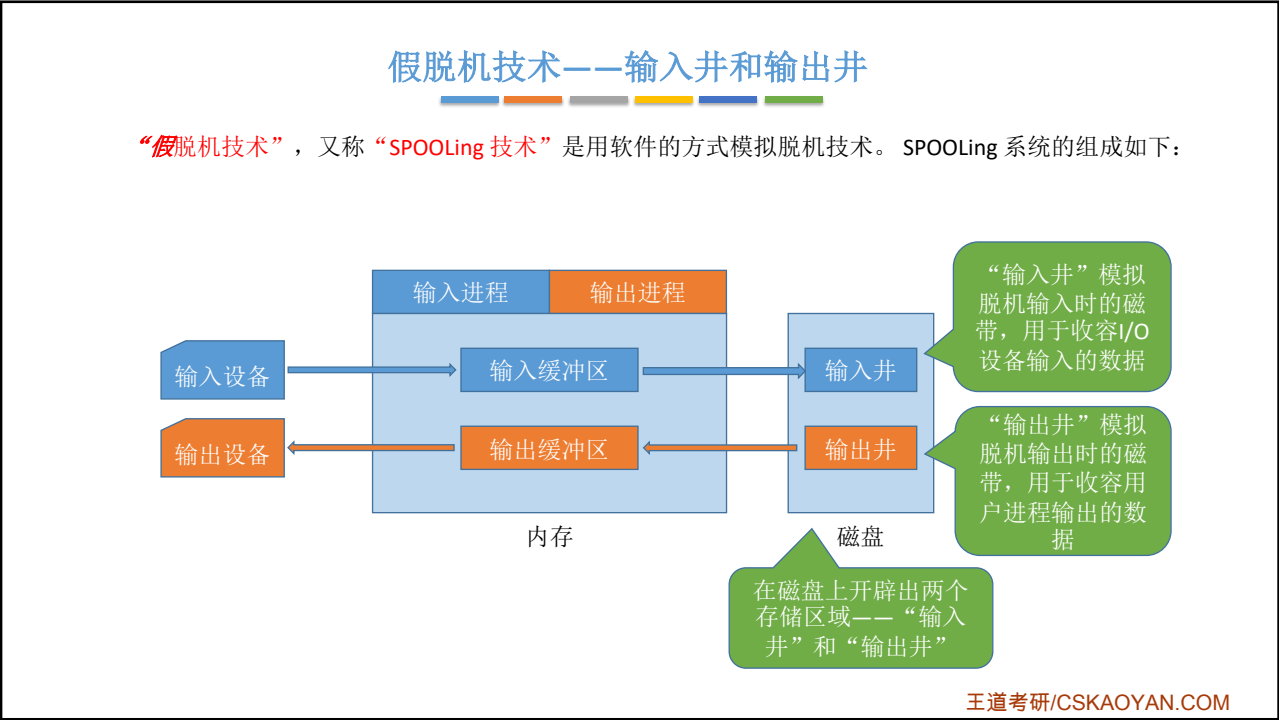 假脱机技术——输入井和输出井
“假脱机技术”，又称“SPOOLing 技术”是用软件的方式模拟脱机技术。SPOOLing 系统的组成如下：
输入进程
输出进程
输入设备
输入缓冲区
输入井
输出设备
输出缓冲区
输出井
内存
磁盘
“输入井”模拟
脱机输入时的磁
带，用于收容I/O
设备输入的数据
“输出井”模拟
脱机输出时的磁
带，用于收容用
户进程输出的数
据
在磁盘上开辟出两个
存储区域——“输入
井”和“输出井”
王道考研/CSKAOYAN.COM